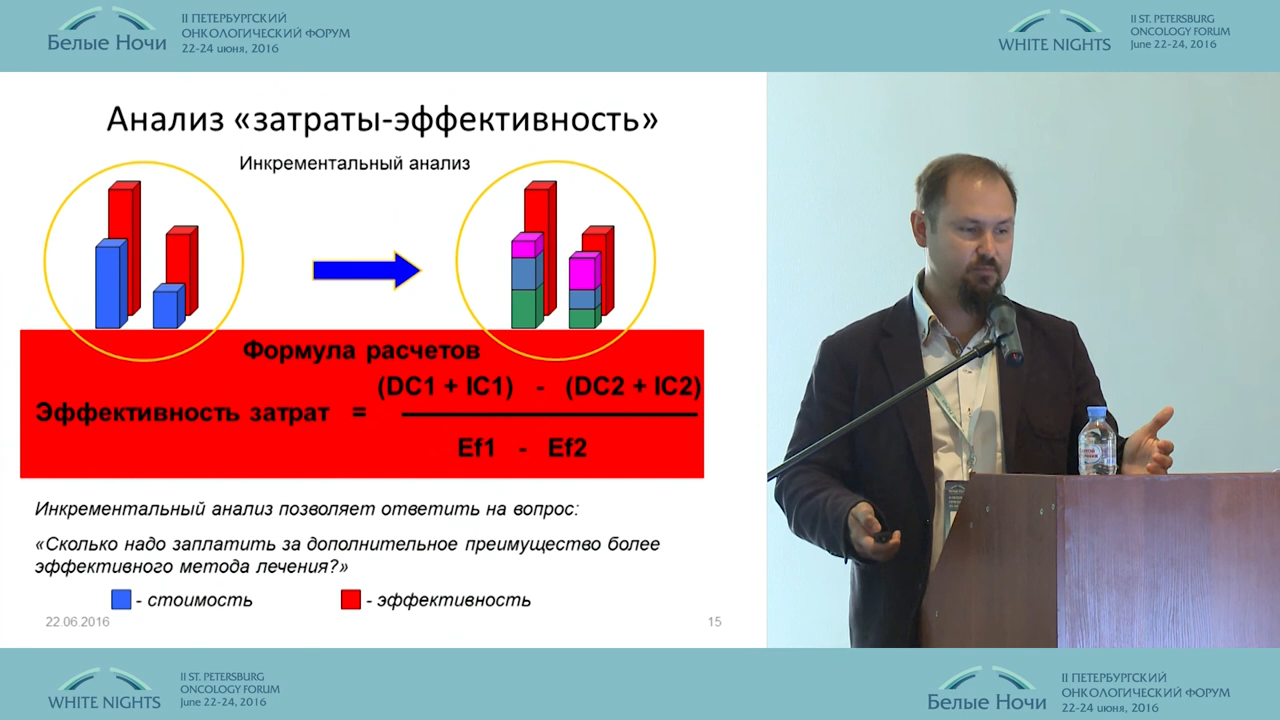 Белые Ночи
II ПЕТЕРБУРГСКИЙ
ОНКОЛОГИЧЕСКИЙ ФОРУМ
22-24 июня, 2016
WHITE NIGHTS
II ST. PETERSBURG
ONCOLOGY FORUM
June 22-24, 2016
Анализ «затраты-эффективность»
Инкрементальный анализ
Формула расчетов
(DC1 + IC1) - (DC2 + IC2)
Эффективность затрат =
Ef1 - Ef2
Инкрементальный анализ позволяет ответить на вопрос:
«Сколько надо заплатить за дополнительное преимущество более
эффективного метода лечения?»
- стоимость
- эффективность
22.06.2016
15
WHITE NIGHTS
II ST. PETERSBURG
ONCOLOGY FORUM
June 22-24, 2016
Белые Ночи
II ПЕТЕРБУРГСКИЙ
ОНКОЛОГИЧЕСКИЙ ФОРУМ
22-24 июня, 2016